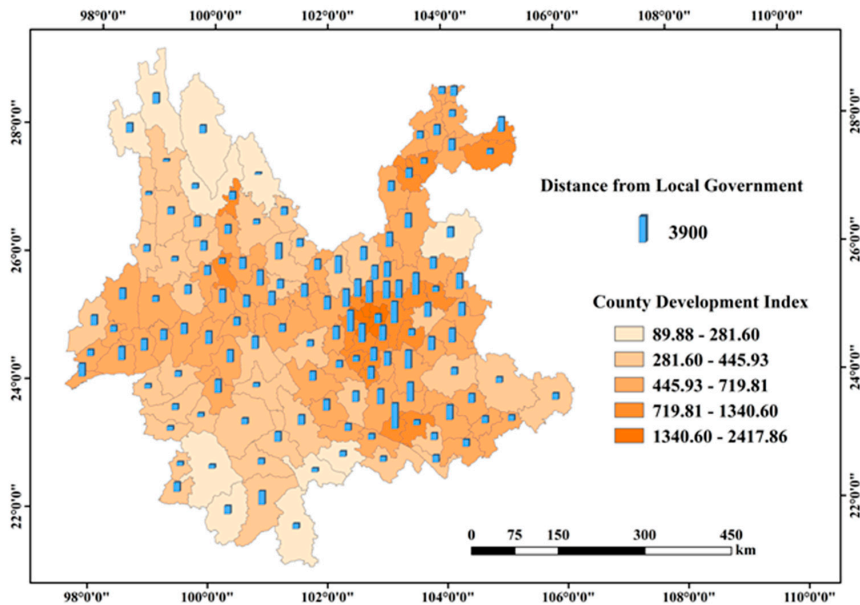 98°0'0" 100°0'0" 102°0'0" 104°0'0" 106°0'0" 108°0'0" 110°0'0"
28°0'0" 28°0'0"
Distance from Local Government
3900
26°0'0" 26°0'0"
County Development Index
89.88 - 281.60
281.60 - 445.93
24°0'0" 24°0'0"
445.93 - 719.81
719.81 - 1340.60
1340.60 - 2417.86
22°0'0" 22°0'0"
0 75 150 300 450
km
98°0'0" 100°0'0" 102°0'0" 104°0'0" 106°0'0" 108°0'0" 110°0'0"